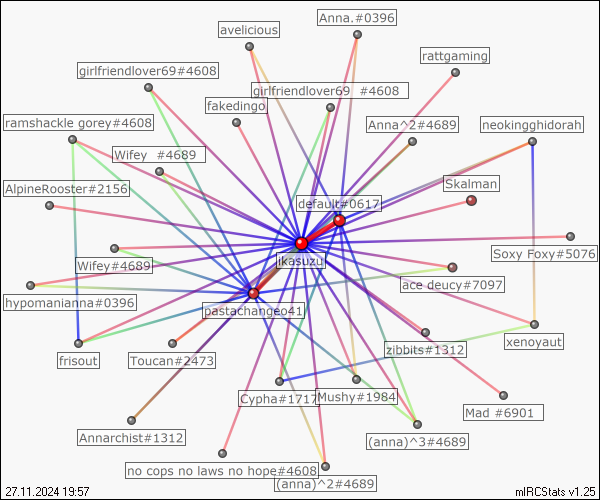 Anna.#0396
avelicious
rattgaming
girlfriendlover69#4608
girlfriendlover69 #4608
fakedingo
ramshackle gorey#4608
Anna^2#4689
neokingghidorah
Wifey #4689
AlpineRooster#2156
Skalman
default#0617
Soxy Foxy#5076
jkasuzu
Wifey#4689
ace deucy#7097
hypomanianna#0396
pastachangeo41
zibbits#1312
xenoyaut
frisout
Toucan#2473
Cypha#1717
Mushy#1984
Mad #6901
Annarchist#1312
(anna)^3#4689
no cops no laws no hope#4608
(anna)^2#4689
27.11.2024 19:57
mIRCStats v1.25